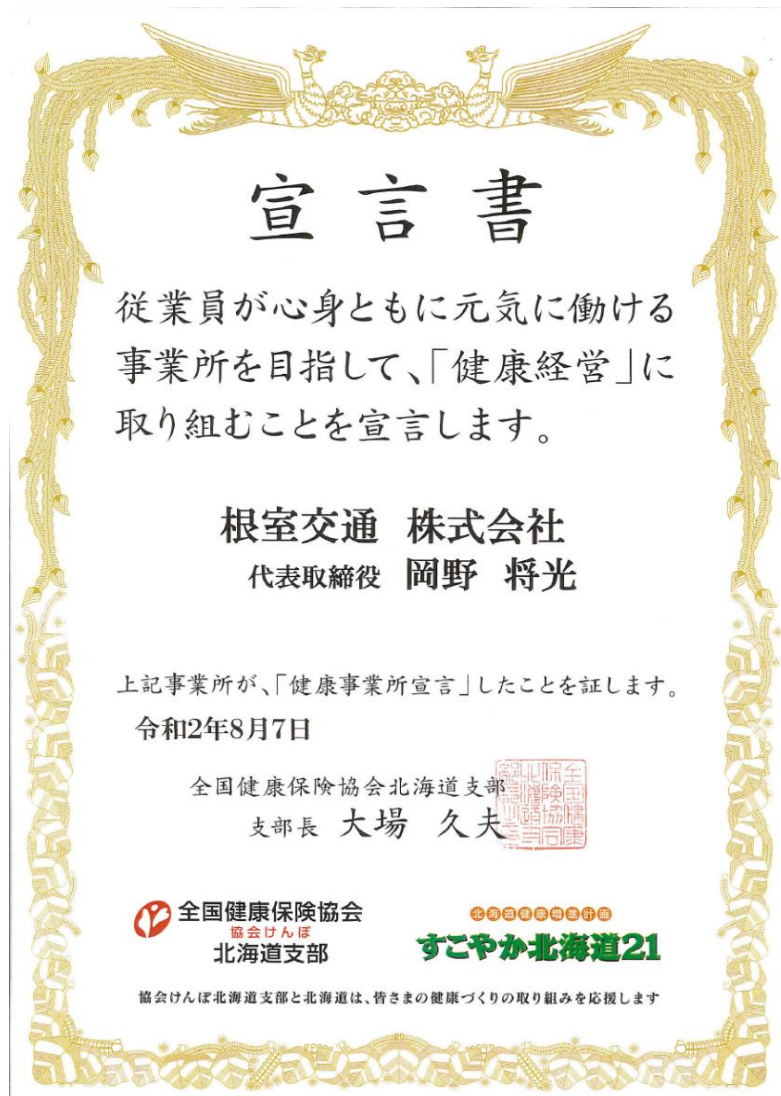 宣言書
従業員が心身ともに元気に働ける
事業所を目指して、「健康経営」に
取り組むことを宣言します。
根室交通 株式会社
代表取締役 岡野 将光
上記事業所が、「健康事業所宣言」したことを証します。
令和2年8月7日
全国健康保険協会北海道支部
支部長 大場 久夫
全国健康保険協会
協会けんぽ
北海道支部
北海道健康増進計画
すこやか北海道21
協会けんぽ北海道支部と北海道は、皆さまの健康づくりの取り組みを応援します